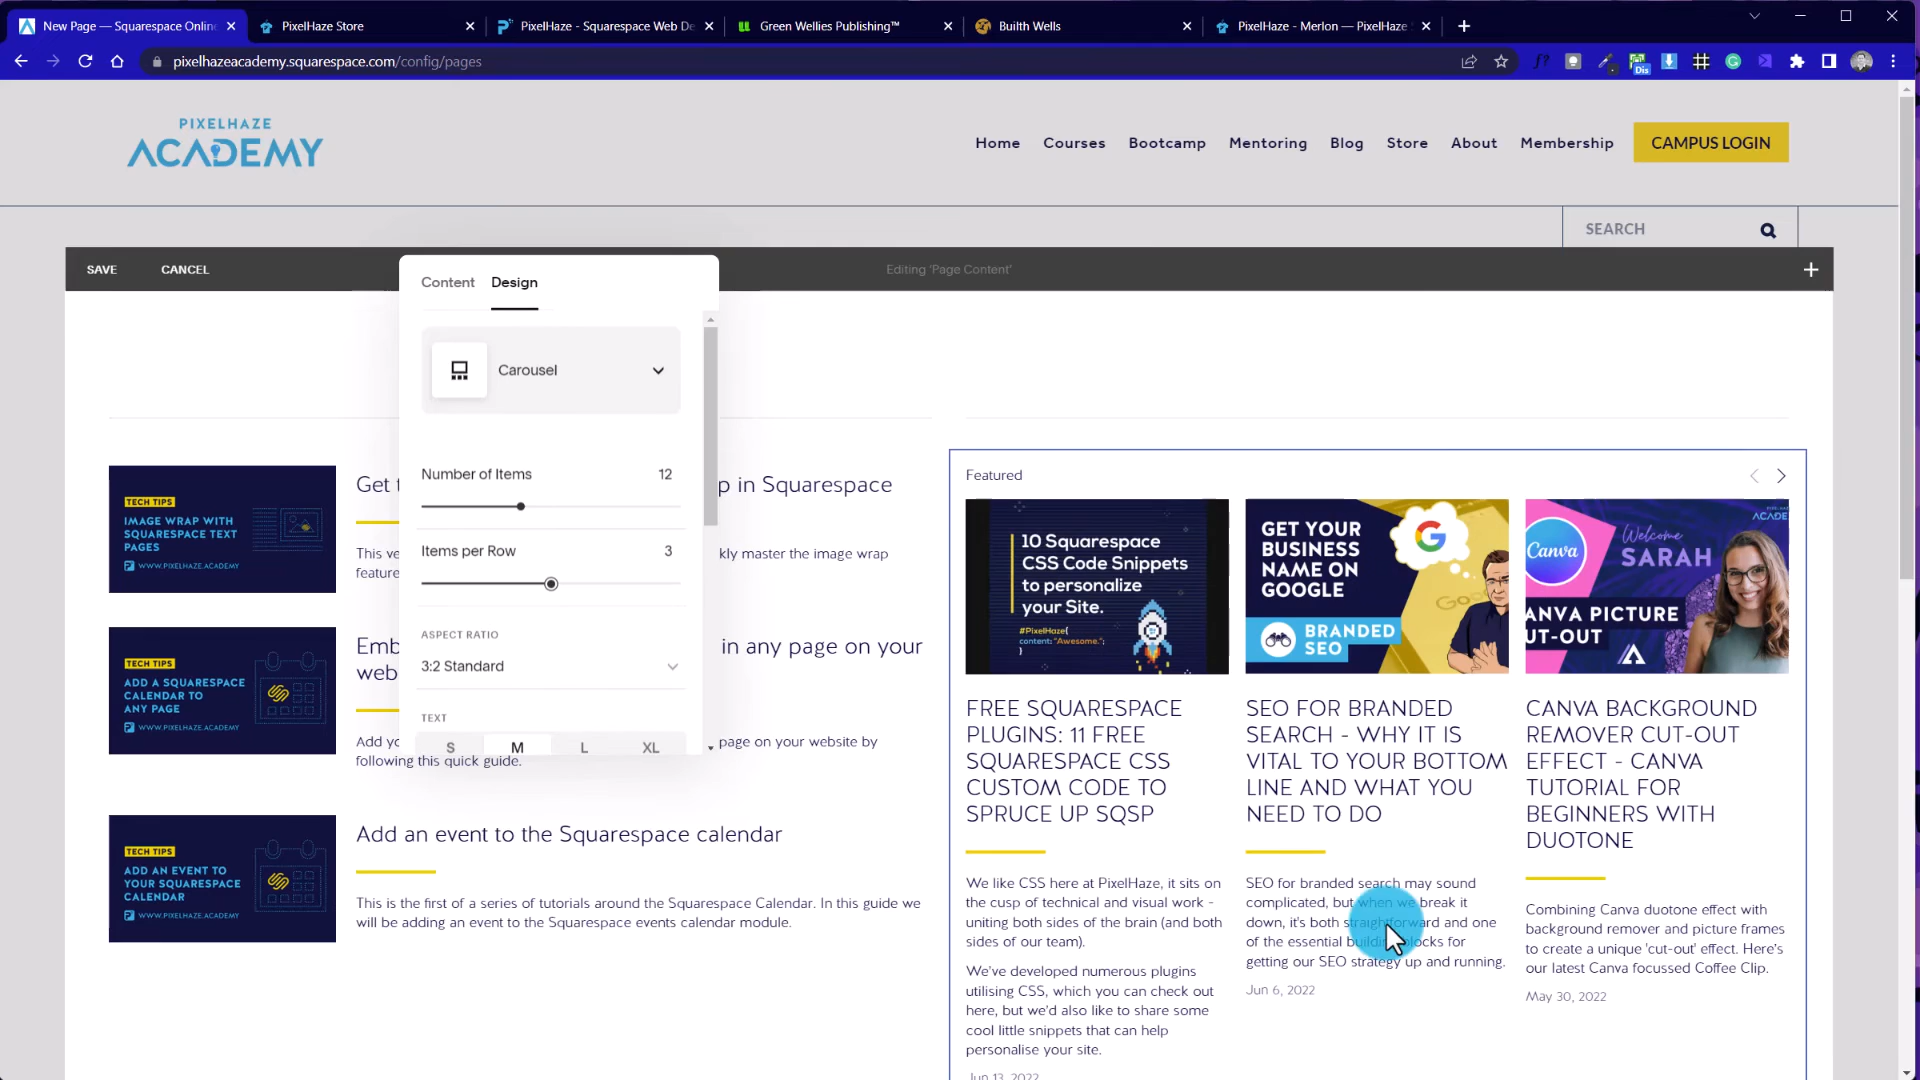 New Page — Squarespace Online
PixelHaze Store
PixelHaze - Squarespace Web De
Green Wellies Publishing™
Builth Wells
PixelHaze - Merlon — PixelHaze
pixelhazeacademy.squarespace.com/config/pages
f?
Dis
PIXELHAZE
ACADEMY
Home
Courses
Bootcamp
Mentoring
Blog
Store
About
Membership
CAMPUS LOGIN
SEARCH
SAVE
CANCEL
Editing 'Page Content'
Content
Design
Carousel
Number of Items
12
Items per Row
3
ASPECT RATIO
3:2 Standard
TEXT
S
M
L
XL
TECH TIPS
IMAGE WRAP WITH
SQUARESPACE TEXT
PAGES
WWW.PIXELHAZE.ACADEMY
Get
p in Squarespace
This ve
kly master the image wrap
feature
TECH TIPS
ADD A SQUARESPACE
CALENDAR TO
ANY PAGE
WWW.PIXELHAZE.ACADEMY
Emb
in any page on your
web
Add yo
page on your website by
following this quick guide.
TECH TIPS
ADD AN EVENT TO
YOUR SQUARESPACE
CALENDAR
WWW.PIXELHAZE.ACADEMY
Add an event to the Squarespace calendar
This is the first of a series of tutorials around the Squarespace Calendar. In this guide we
will be adding an event to the Squarespace events calendar module.
Featured
10 Squarespace
CSS Code Snippets
to personalize
your Site.
#PixelHaze{
content: "Awesome.";
}
FREE SQUARESPACE
PLUGINS: 11 FREE
SQUARESPACE CSS
CUSTOM CODE TO
SPRUCE UP SQSP
We like CSS here at PixelHaze, it sits on
the cusp of technical and visual work -
uniting both sides of the brain (and both
sides of our team).
We've developed numerous plugins
utilising CSS, which you can check out
here, but we'd also like to share some
cool little snippets that can help
personalise your site.
Jun 13, 2022
GET YOUR
BUSINESS
NAME ON
GOOGLE
BRANDED
SEO
SEO FOR BRANDED
SEARCH - WHY IT IS
VITAL TO YOUR BOTTOM
LINE AND WHAT YOU
NEED TO DO
SEO for branded search may sound
complicated, but when we break it
down, it's both straightforward and one
of the essential building blocks for
getting our SEO strategy up and running.
Jun 6, 2022
Canva
Welcome
SARAH
ACADE
ANVA PICTURE
UT-OUT
CANVA BACKGROUND
REMOVER CUT-OUT
EFFECT - CANVA
TUTORIAL FOR
BEGINNERS WITH
DUOTONE
Combining Canva duotone effect with
background remover and picture frames
to create a unique 'cut-out' effect. Here's
our latest Canva focussed Coffee Clip.
May 30, 2022